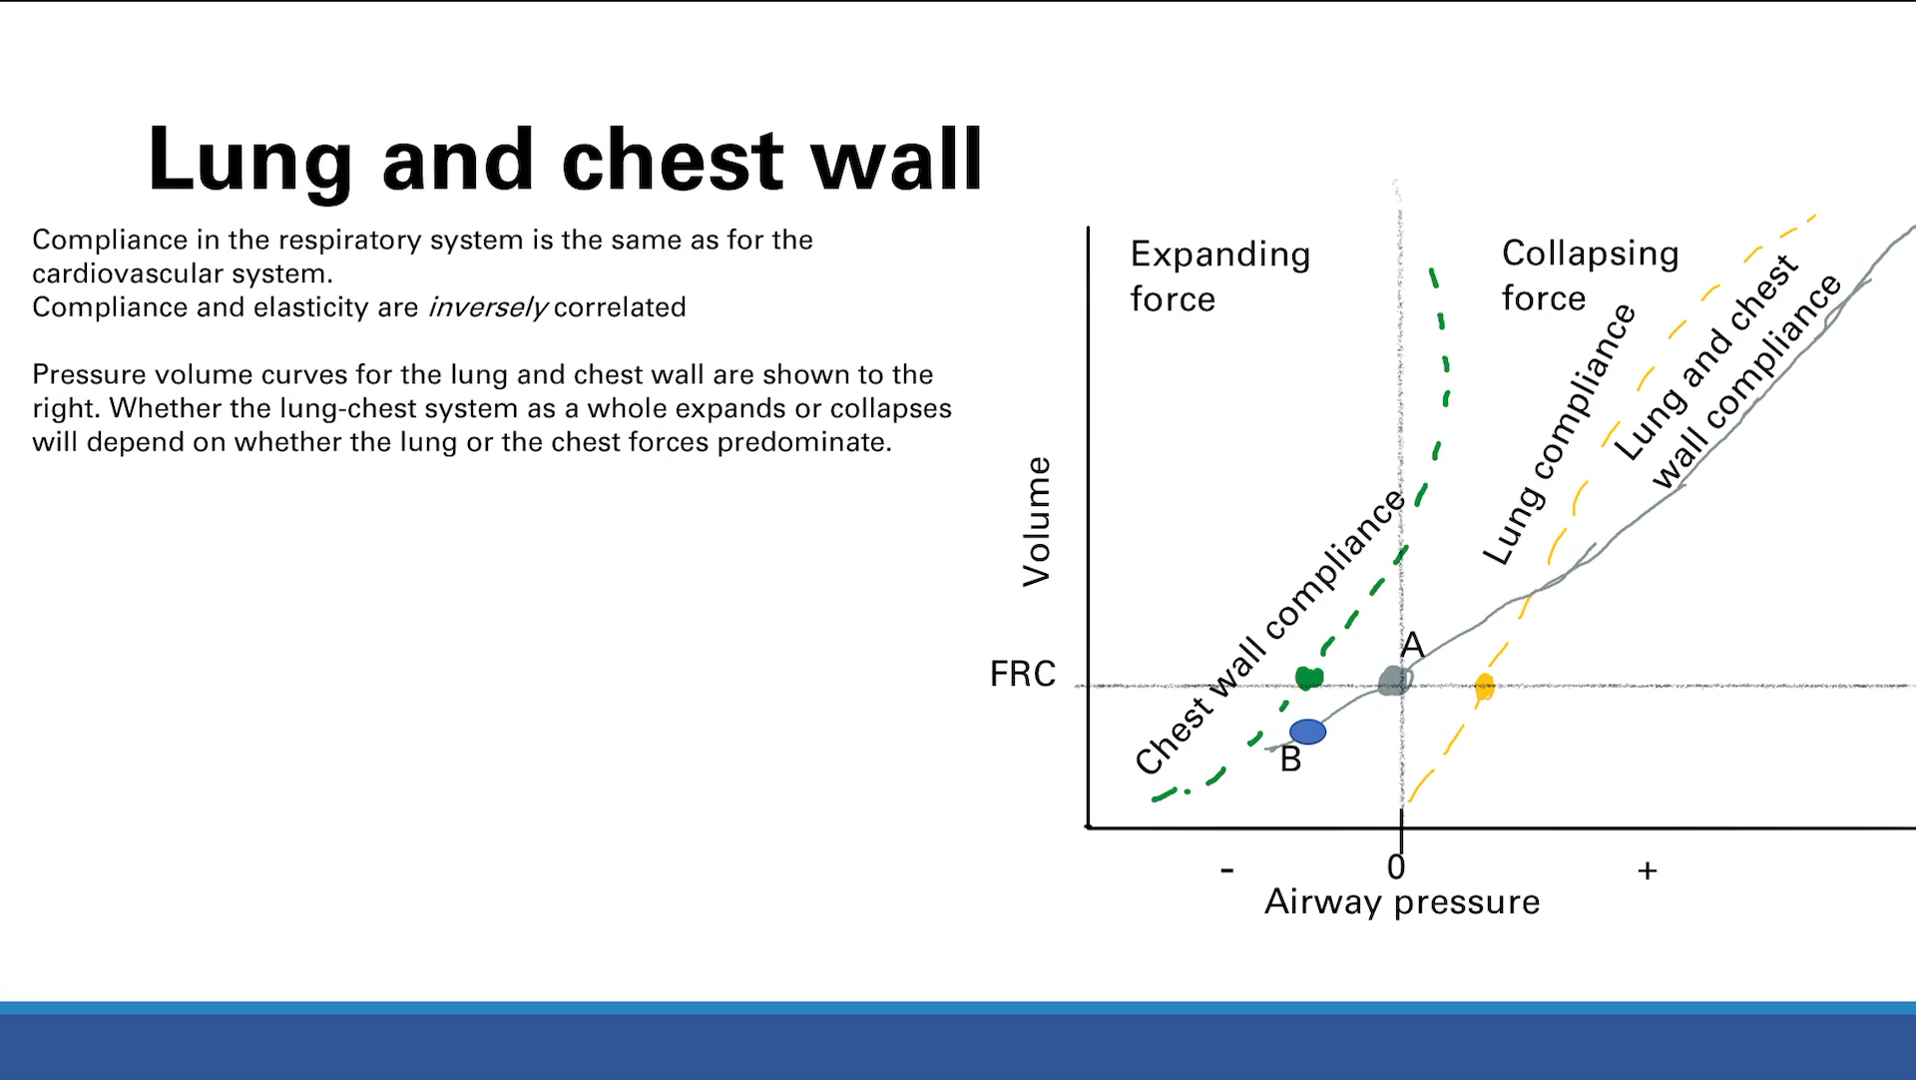 Lung and chest wall
Compliance in the respiratory system is the same as for the
cardiovascular system.
Compliance and elasticity are inversely correlated
Pressure volume curves for the lung and chest wall are shown to the
right. Whether the lung-chest system as a whole expands or collapses
will depend on whether the lung or the chest forces predominate.
Expanding
force
Collapsing
force
Volume
Chest wall compliance
Lung compliance
Lung and chest
wall compliance
FRC
A
B
-
0
+
Airway pressure